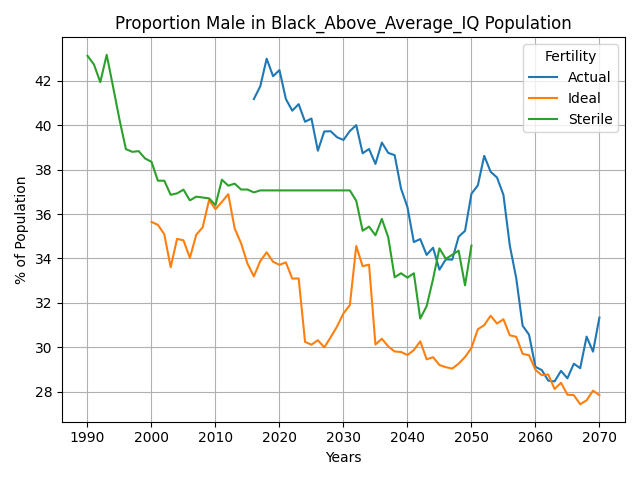 Proportion Male in Black_Above_Average_IQ Population
Fertility
Actual
Ideal
Sterile
% of Population
42
40
38
36
34
32
30
28
1990 2000 2010 2020 2030 2040 2050 2060 2070
Years